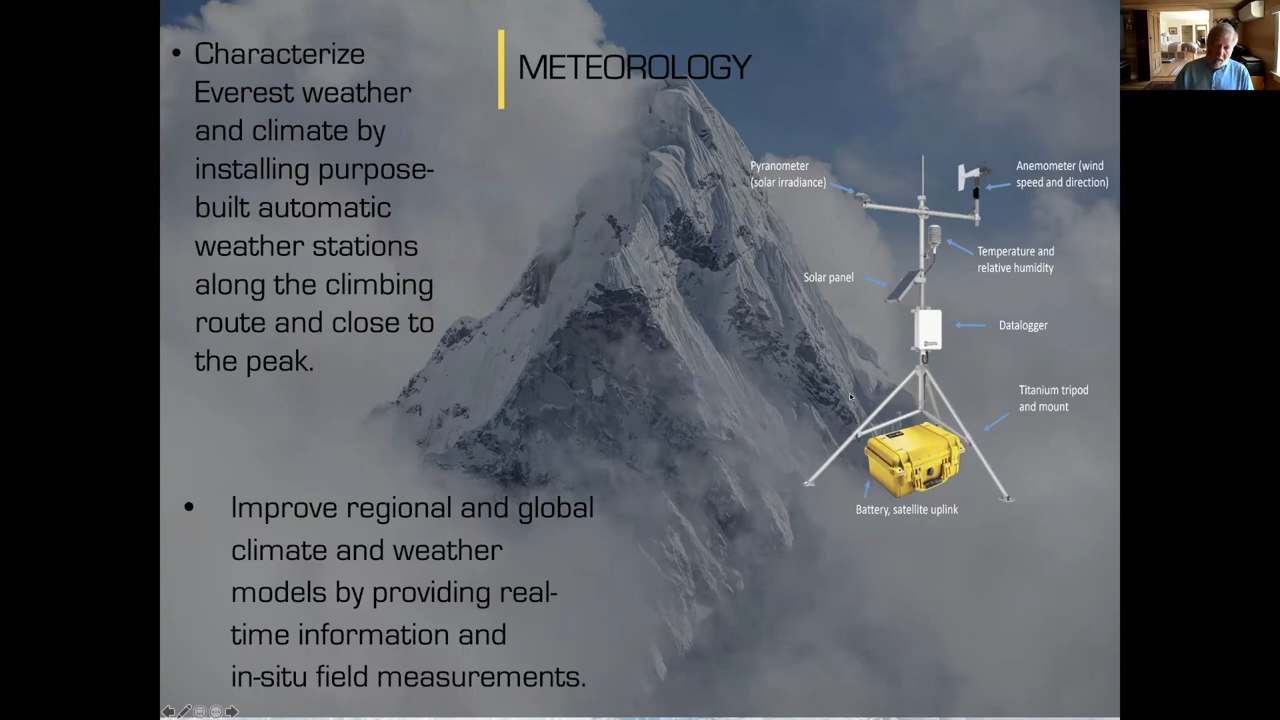 METEOROLOGY
• Characterize
Everest weather
and climate by
installing purpose-
built automatic
weather stations
along the climbing
route and close to
the peak.
• Improve regional and global
climate and weather
models by providing real-
time information and
in-situ field measurements.
Pyranometer
(solar irradiance)
Anemometer (wind
speed and direction)
Temperature and
relative humidity
Solar panel
Datalogger
Titanium tripod
and mount
Battery, satellite uplink